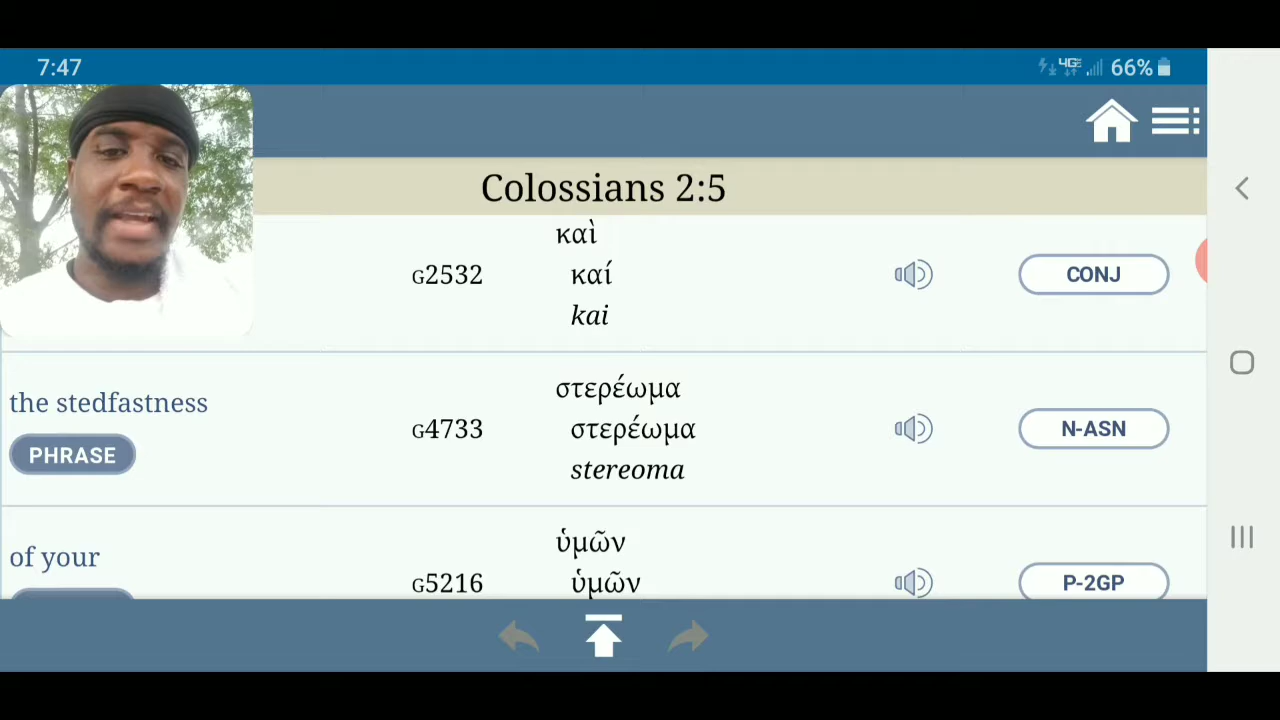 7:47
4G 66%
Colossians 2:5
καὶ
G2532 καί CONJ
kai
the stedfastness
στερέωμα
G4733 στερέωμα N-ASN
PHRASE
stereoma
of your
ὑμῶν
G5216 ὑμῶν P-2GP